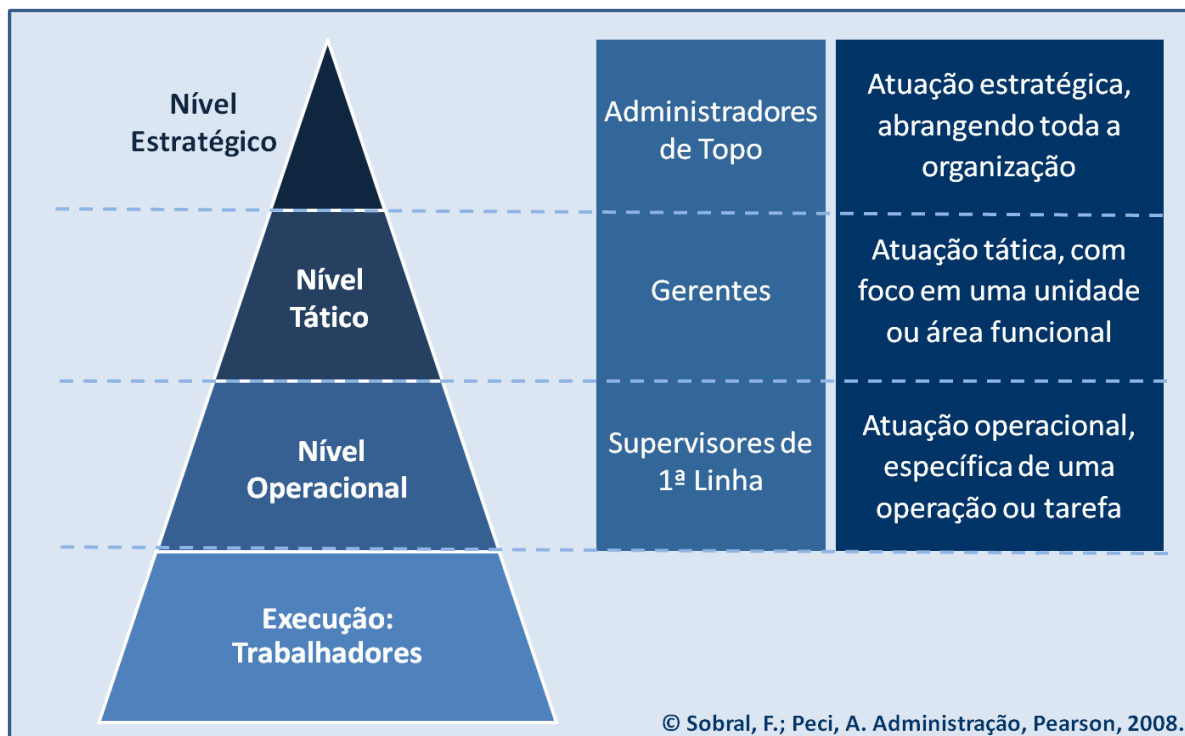 Nível
Estratégico
Administradores
de Topo
Atuação estratégica,
abrangendo toda a
organização
Nível
Tático
Gerentes
Atuação tática, com
foco em uma unidade
ou área funcional
Nível
Operacional
Supervisores de
1ª Linha
Atuação operacional,
específica de uma
operação ou tarefa
Execução:
Trabalhadores
© Sobral, F.; Peci, A. Administração, Pearson, 2008.